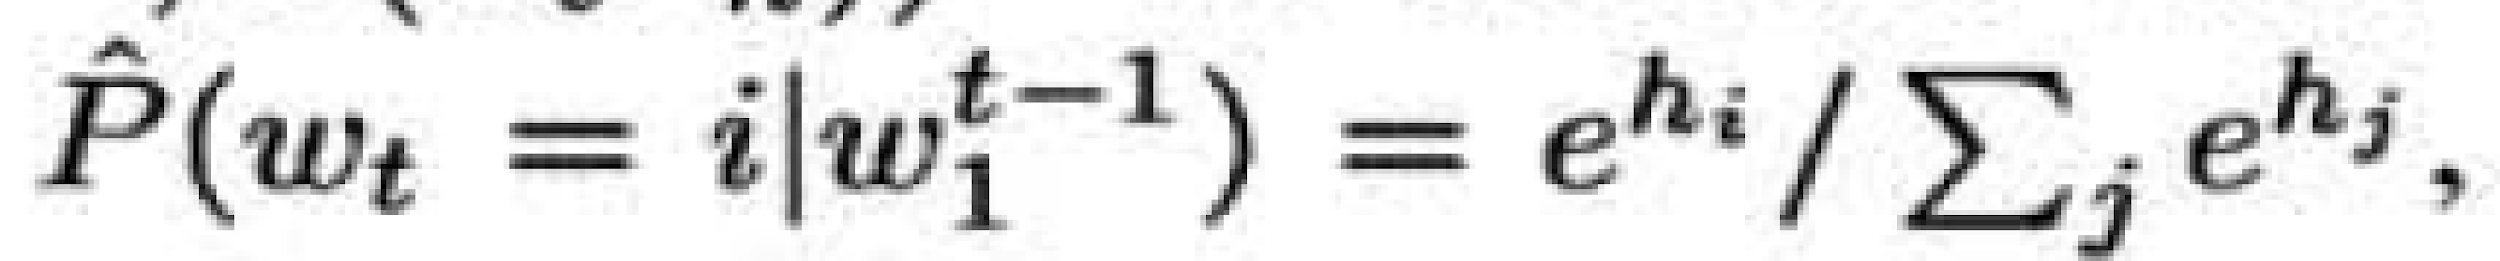 P̂(w_t = i|w_1^{t−1}) = e^{h_i} / ∑_j e^{h_j},